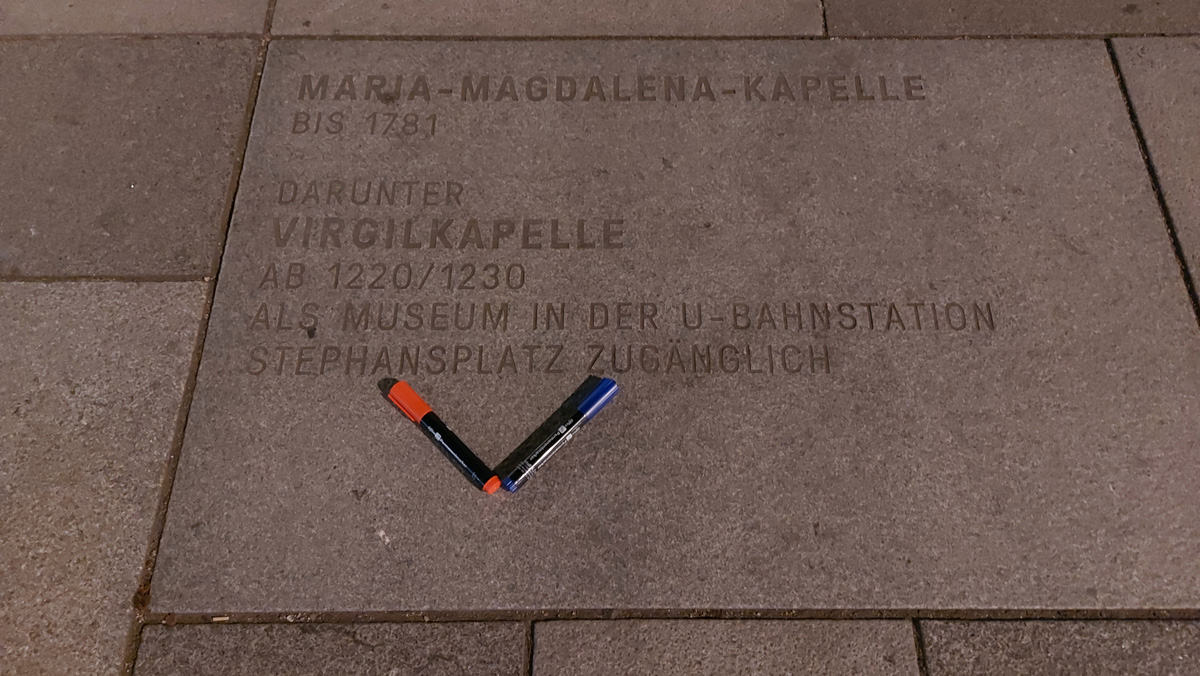 MARIA-MAGDALENA-KAPELLE
BIS 1781
DARUNTER
VIRGILKAPELLE
AB 1220/1230
ALS MUSEUM IN DER U-BAHNSTATION
STEPHANSPLATZ ZUGÄNGLICH